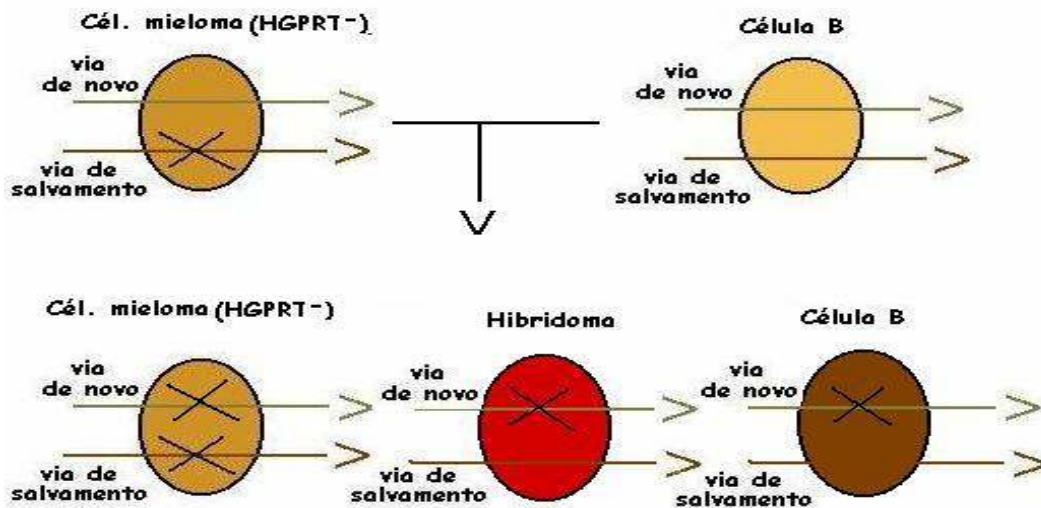 Cél. mieloma (HGPRT⁻)
Célula B
via
de novo
via de
salvamento
via
de novo
via de
salvamento
Cél. mieloma (HGPRT⁻)
Hibridoma
Célula B
via
de novo
via de
salvamento
via
de novo
via de
salvamento
via
de novo
via de
salvamento